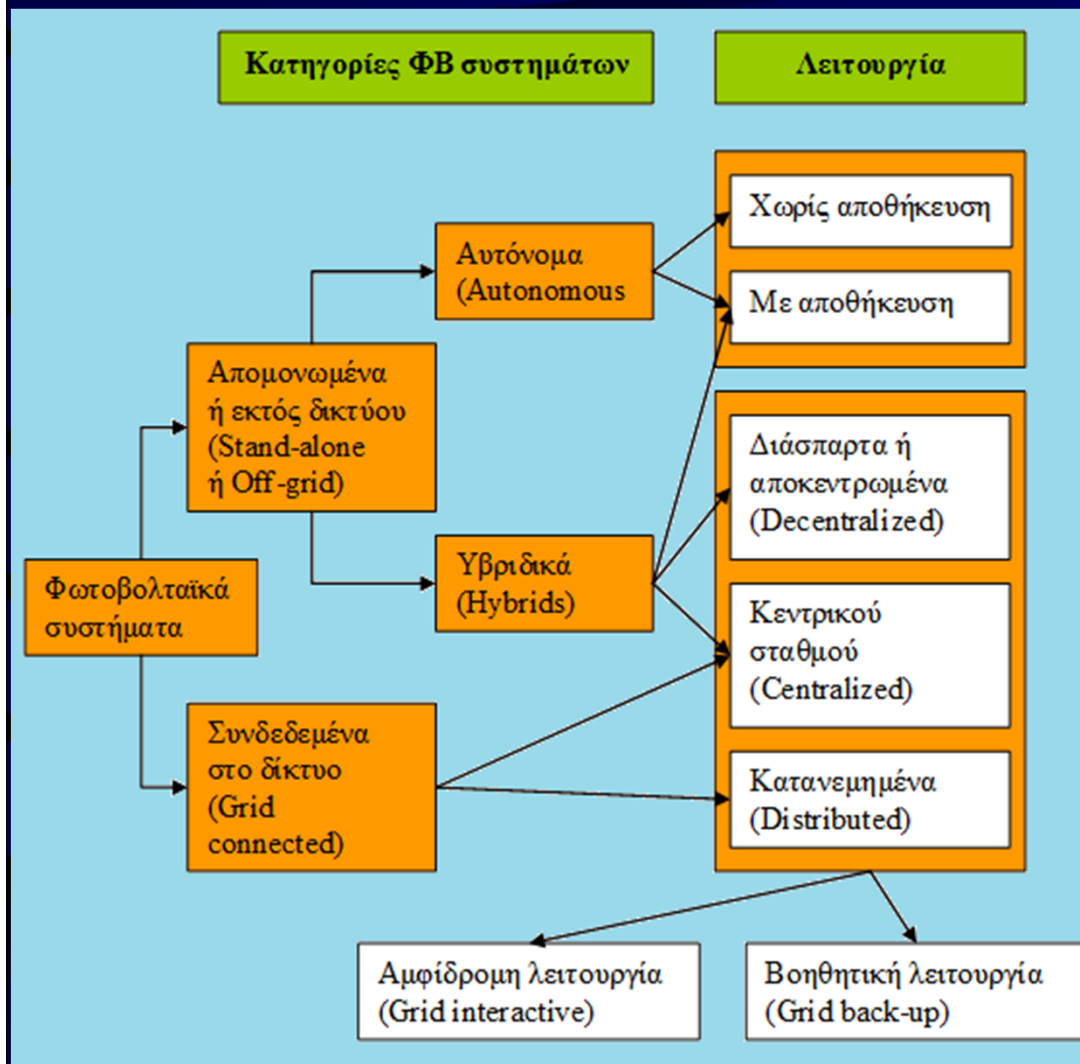 Κατηγορίες ΦΒ συστημάτων
Λειτουργία
Χωρίς αποθήκευση
Αυτόνομα
(Autonomous
Με αποθήκευση
Απομονωμένα
ή εκτός δικτύου
(Stand-alone
ή Off-grid)
Διάσπαρτα ή
αποκεντρωμένα
(Decentralized)
Υβριδικά
(Hybrids)
Φωτοβολταϊκά
συστήματα
Κεντρικού
σταθμού
(Centralized)
Συνδεδεμένα
στο δίκτυο
(Grid
connected)
Κατανεμημένα
(Distributed)
Αμφίδρομη λειτουργία
(Grid interactive)
Βοηθητική λειτουργία
(Grid back-up)